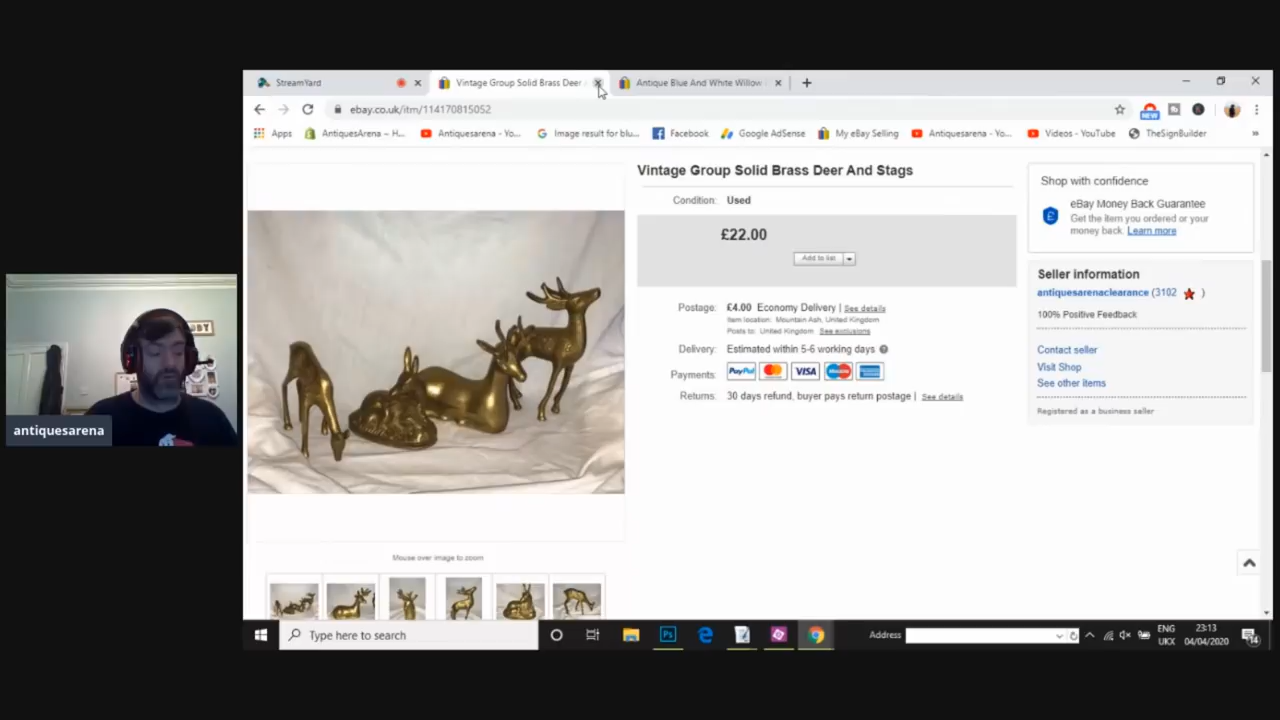 StreamYard
Vintage Group Solid Brass Deer
Antique Blue And White Willow
ebay.co.uk/itm/114170815052
NEW
Apps
AntiquesArena – H...
Antiquesarena - Yo...
Image result for blu...
Facebook
Google AdSense
My eBay Selling
Antiquesarena - Yo...
Videos - YouTube
TheSignBuilder
Vintage Group Solid Brass Deer And Stags
Condition: Used
£22.00
Add to list
Postage: £4.00 Economy Delivery | See details
Item location: Mountain Ash, United Kingdom
Posts to: United Kingdom See exclusions
Delivery: Estimated within 5-6 working days
Payments: PayPal VISA
Returns: 30 days refund, buyer pays return postage | See details
Shop with confidence
eBay Money Back Guarantee
Get the item you ordered or your
money back. Learn more
Seller information
antiquesarenaclearance (3102 )
100% Positive Feedback
Contact seller
Visit Shop
See other items
Registered as a business seller
Mouse over image to zoom
antiquesarena
Type here to search
Ps
Address
ENG
UKX
23:13
04/04/2020
14